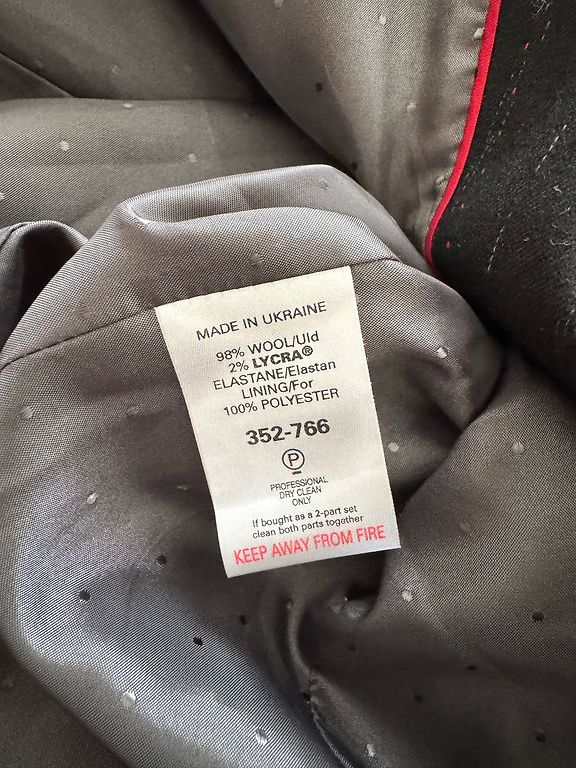 MADE IN UKRAINE
98% WOOL/Uld
2% LYCRA®
ELASTANE/Elastan
LINING/For
100% POLYESTER
352-766
P
PROFESSIONAL
DRY CLEAN
ONLY
If bought as a 2-part set
clean both parts together
KEEP AWAY FROM FIRE